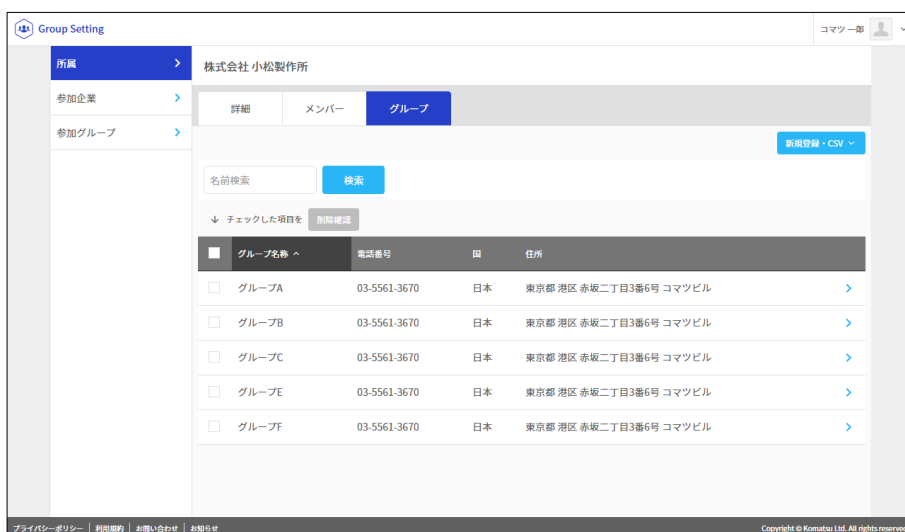 Group Setting
コマツ 一郎
所属
参加企業
参加グループ
株式会社 小松製作所
詳細 メンバー グループ
新規登録・CSV
名前検索 検索
↓ チェックした項目を 削除確認
グループ名称 電話番号 国 住所
グループA 03-5561-3670 日本 東京都 港区 赤坂二丁目3番6号 コマツビル
グループB 03-5561-3670 日本 東京都 港区 赤坂二丁目3番6号 コマツビル
グループC 03-5561-3670 日本 東京都 港区 赤坂二丁目3番6号 コマツビル
グループE 03-5561-3670 日本 東京都 港区 赤坂二丁目3番6号 コマツビル
グループF 03-5561-3670 日本 東京都 港区 赤坂二丁目3番6号 コマツビル
プライバシーポリシー | 利用規約 | お問い合わせ | お知らせ Copyright © Komatsu Ltd. All rights reserved